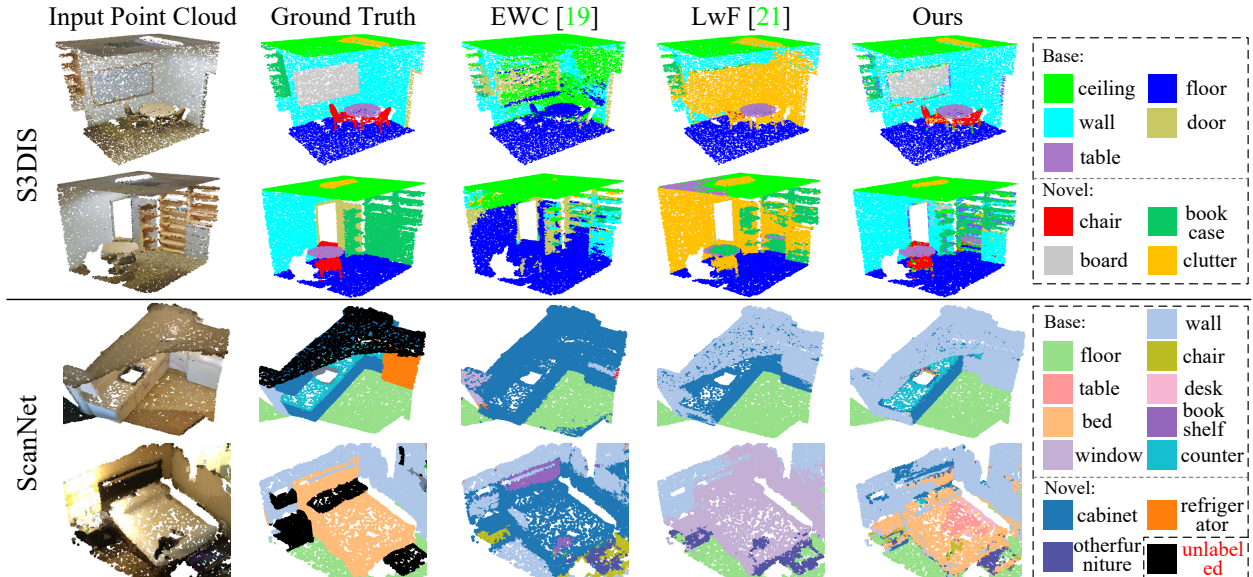 Input Point Cloud Ground Truth EWC [19] LwF [21] Ours
S3DIS
Base:
ceiling floor
wall door
table
Novel:
chair book
case
board clutter
ScanNet
Base: wall
floor chair
table desk
bed book
shelf
window counter
Novel:
cabinet refriger
ator
otherfur
niture unlabel
ed